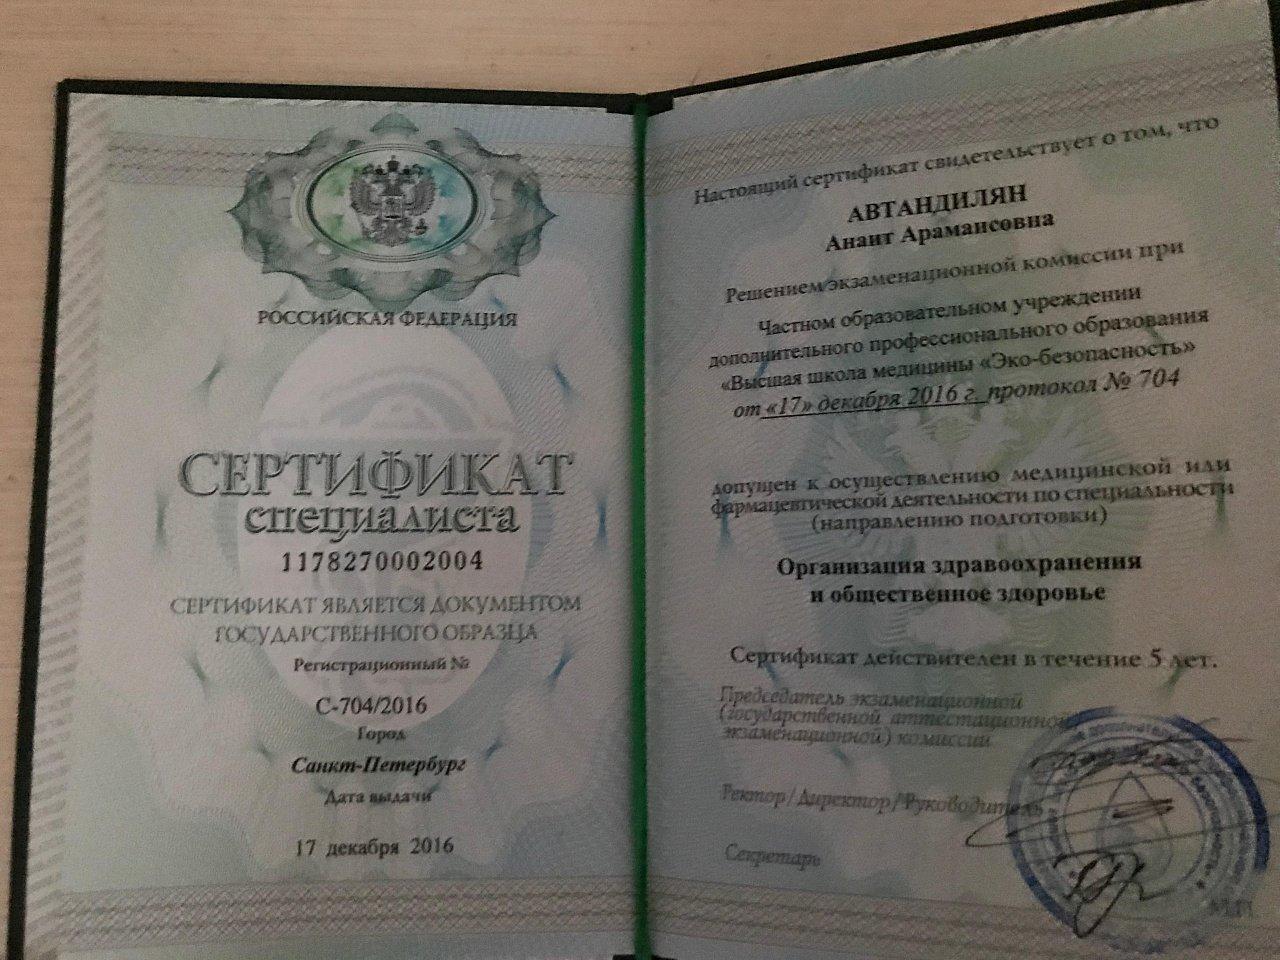 РОССИЙСКАЯ ФЕДЕРАЦИЯ
СЕРТИФИКАТ
специалиста
1178270002004
СЕРТИФИКАТ ЯВЛЯЕТСЯ ДОКУМЕНТОМ
ГОСУДАРСТВЕННОГО ОБРАЗЦА
Регистрационный №
С-704/2016
Город
Санкт-Петербург
Дата выдачи
17 декабря 2016
Настоящий сертификат свидетельствует о том, что
АВТАНДИЛЯН
Анаит Арамаисовна
Решением экзаменационной комиссии при
Частном образовательном учреждении
дополнительного профессионального образования
«Высшая школа медицины «Эко-безопасность»
от «17» декабря 2016 г. протокол № 704
допущен к осуществлению медицинской или
фармацевтической деятельности по специальности
(направлению подготовки)
Организация здравоохранения
и общественное здоровье
Сертификат действителен в течение 5 лет.
Председатель экзаменационной
(государственной аттестационной,
экзаменационной) комиссии
Ректор/Директор/Руководитель
Секретарь
М.П.